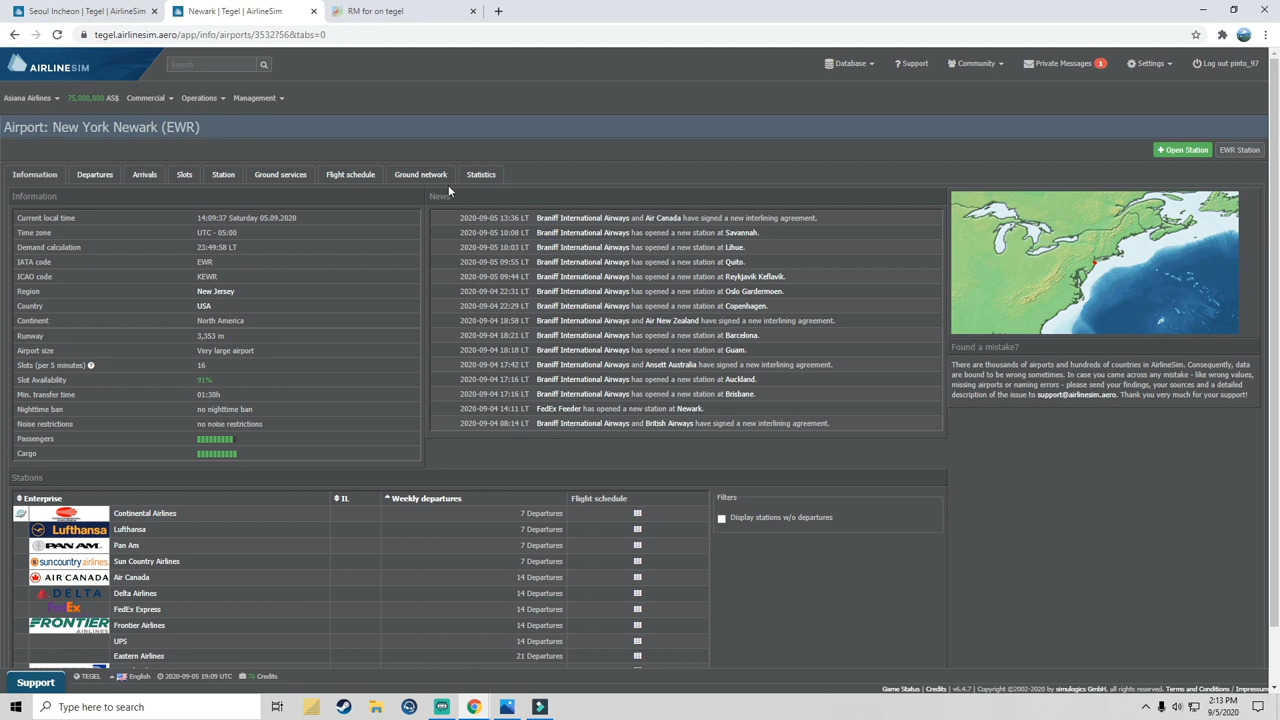 Seoul Incheon | Tegel | AirlineSim
Newark | Tegel | AirlineSim
RM for on tegel
tegel.airlinesim.aero/app/info/airports/3532?56&tabs=0
AIRLINESIM
Search
Database
Support
Community
Private Messages 1
Settings
Log out pinto_97
Asiana Airlines
75,000,000 AS$
Commercial
Operations
Management
Airport: New York Newark (EWR)
Open Station
EWR Station
Information
Departures
Arrivals
Slots
Station
Ground services
Flight schedule
Ground network
Statistics
Information
Current local time 14:09:37 Saturday 05.09.2020
Time zone UTC - 05:00
Demand calculation 23:49:58 LT
IATA code EWR
ICAO code KEWR
Region New Jersey
Country USA
Continent North America
Runway 3,353 m
Airport size Very large airport
Slots (per 5 minutes) 16
Slot Availability 91%
Min. transfer time 01:30h
Nighttime ban no nighttime ban
Noise restrictions no noise restrictions
Passengers
Cargo
News
2020-09-05 13:36 LT Braniff International Airways and Air Canada have signed a new interlining agreement.
2020-09-05 10:08 LT Braniff International Airways has opened a new station at Savannah.
2020-09-05 10:03 LT Braniff International Airways has opened a new station at Lihue.
2020-09-05 09:55 LT Braniff International Airways has opened a new station at Quito.
2020-09-05 09:44 LT Braniff International Airways has opened a new station at Reykjavik Keflavik.
2020-09-04 22:31 LT Braniff International Airways has opened a new station at Oslo Gardermoen.
2020-09-04 22:29 LT Braniff International Airways has opened a new station at Copenhagen.
2020-09-04 18:58 LT Braniff International Airways and Air New Zealand have signed a new interlining agreement.
2020-09-04 18:21 LT Braniff International Airways has opened a new station at Barcelona.
2020-09-04 18:18 LT Braniff International Airways has opened a new station at Guam.
2020-09-04 17:42 LT Braniff International Airways and Ansett Australia have signed a new interlining agreement.
2020-09-04 17:16 LT Braniff International Airways has opened a new station at Auckland.
2020-09-04 17:16 LT Braniff International Airways has opened a new station at Brisbane.
2020-09-04 14:11 LT FedEx Feeder has opened a new station at Newark.
2020-09-04 08:14 LT Braniff International Airways and British Airways have signed a new interlining agreement.
Found a mistake?
There are thousands of airports and hundreds of countries in AirlineSim. Consequently, data
are bound to be wrong sometimes. In case you came across any mistake - like wrong values,
missing airports or naming errors - please send your findings, your sources and a detailed
description of the issue to support@airlinesim.aero. Thank you very much for your support!
Stations
Enterprise IL Weekly departures Flight schedule
Continental Airlines 7 Departures
Lufthansa Lufthansa 7 Departures
PAN AM Pan Am 7 Departures
sun country airlines Sun Country Airlines 7 Departures
AIR CANADA Air Canada 14 Departures
DELTA Delta Airlines 14 Departures
FedEx FedEx Express 14 Departures
FRONTIER AIRLINES Frontier Airlines 14 Departures
UPS 14 Departures
Eastern Airlines 21 Departures
Filters
Display stations w/o departures
Support
TEGEL
English
2020-09-05 19:09 UTC
76 Credits
Game Status | Credits | v6.4.7 | Copyright ©2002-2020 by simulogics GmbH, all rights reserved. Terms and Conditions / Impressum
Type here to search
2:13 PM
9/5/2020